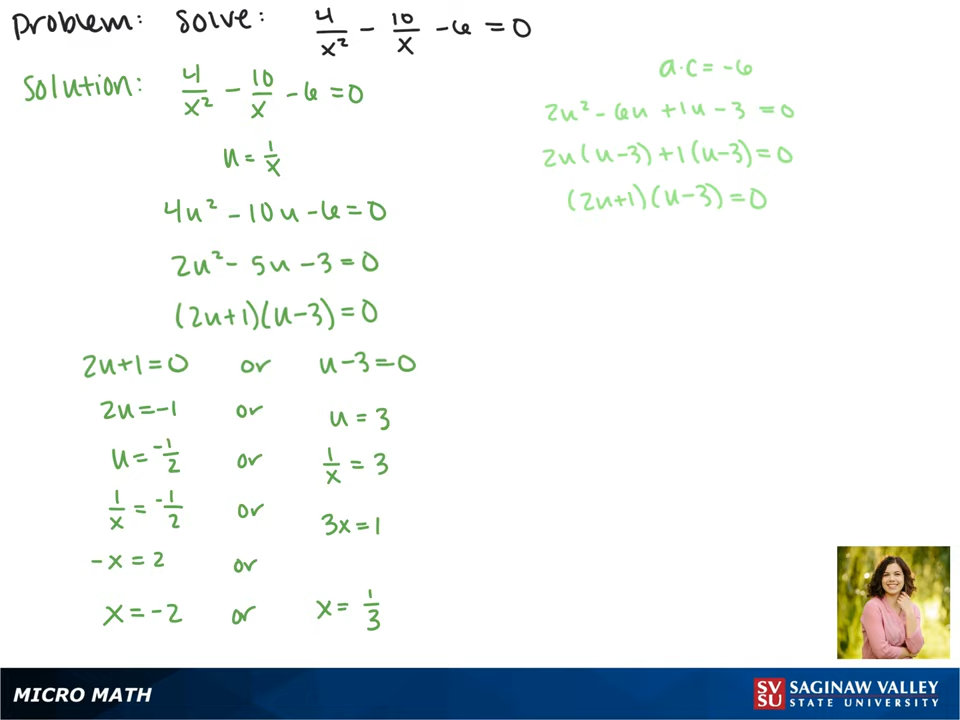 Problem: Solve: 4/x² - 10/x - 6 = 0
Solution: 4/x² - 10/x - 6 = 0
u = 1/x
4u² - 10u - 6 = 0
2u² - 5u - 3 = 0
(2u+1)(u-3) = 0
2u+1 = 0 or u-3 = 0
2u = -1 or u = 3
u = -1/2 or 1/x = 3
1/x = -1/2 or 3x = 1
-x = 2 or
x = -2 or x = 1/3
a·c = -6
2u² - 6u + 1u - 3 = 0
2u(u-3) + 1(u-3) = 0
(2u+1)(u-3) = 0
MICRO MATH
SV
SU
SAGINAW VALLEY
STATE UNIVERSITY